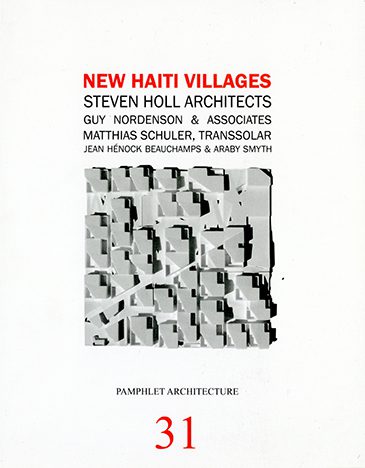 NEW HAITI VILLAGES
STEVEN HOLL ARCHITECTS
GUY NORDENSON & ASSOCIATES
MATTHIAS SCHULER, TRANSSOLAR
JEAN HÉNOCK BEAUCHAMPS & ARABY SMYTH
PAMPHLET ARCHITECTURE
31